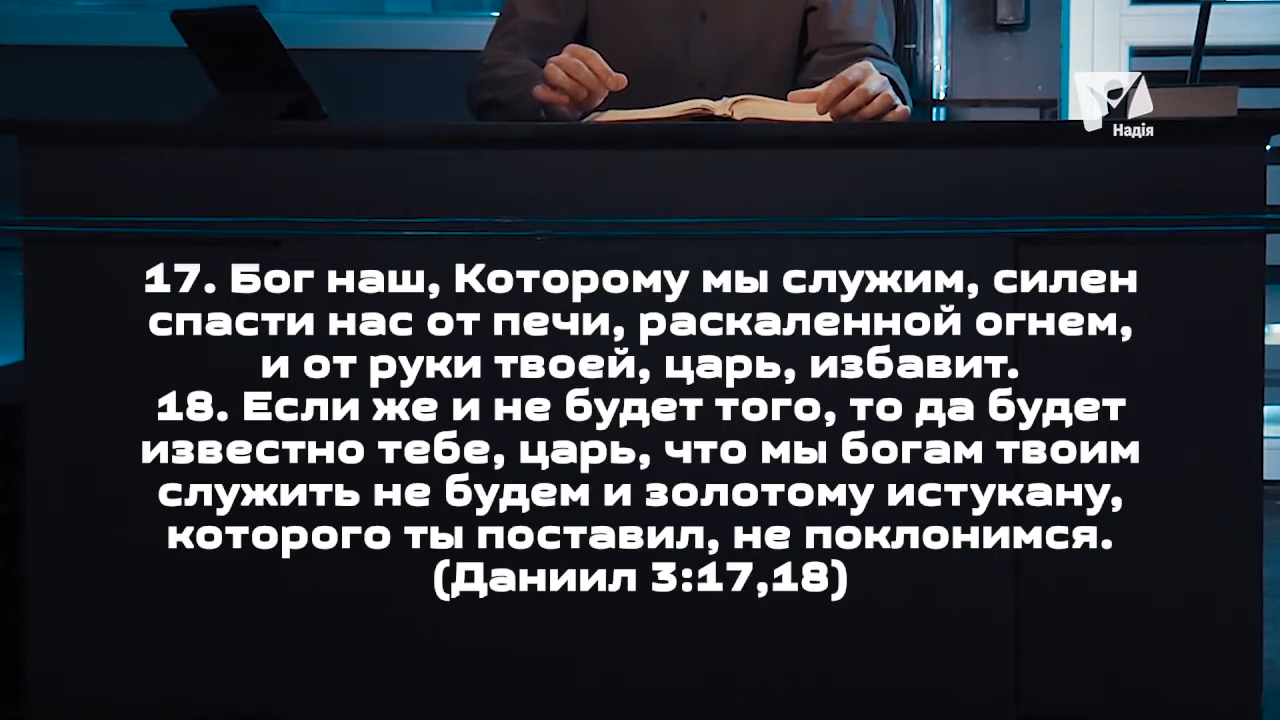 Надія
17. Бог наш, Которому мы служим, силен
спасти нас от печи, раскаленной огнем,
и от руки твоей, царь, избавит.
18. Если же и не будет того, то да будет
известно тебе, царь, что мы богам твоим
служить не будем и золотому истукану,
которого ты поставил, не поклонимся.
(Даниил 3:17,18)